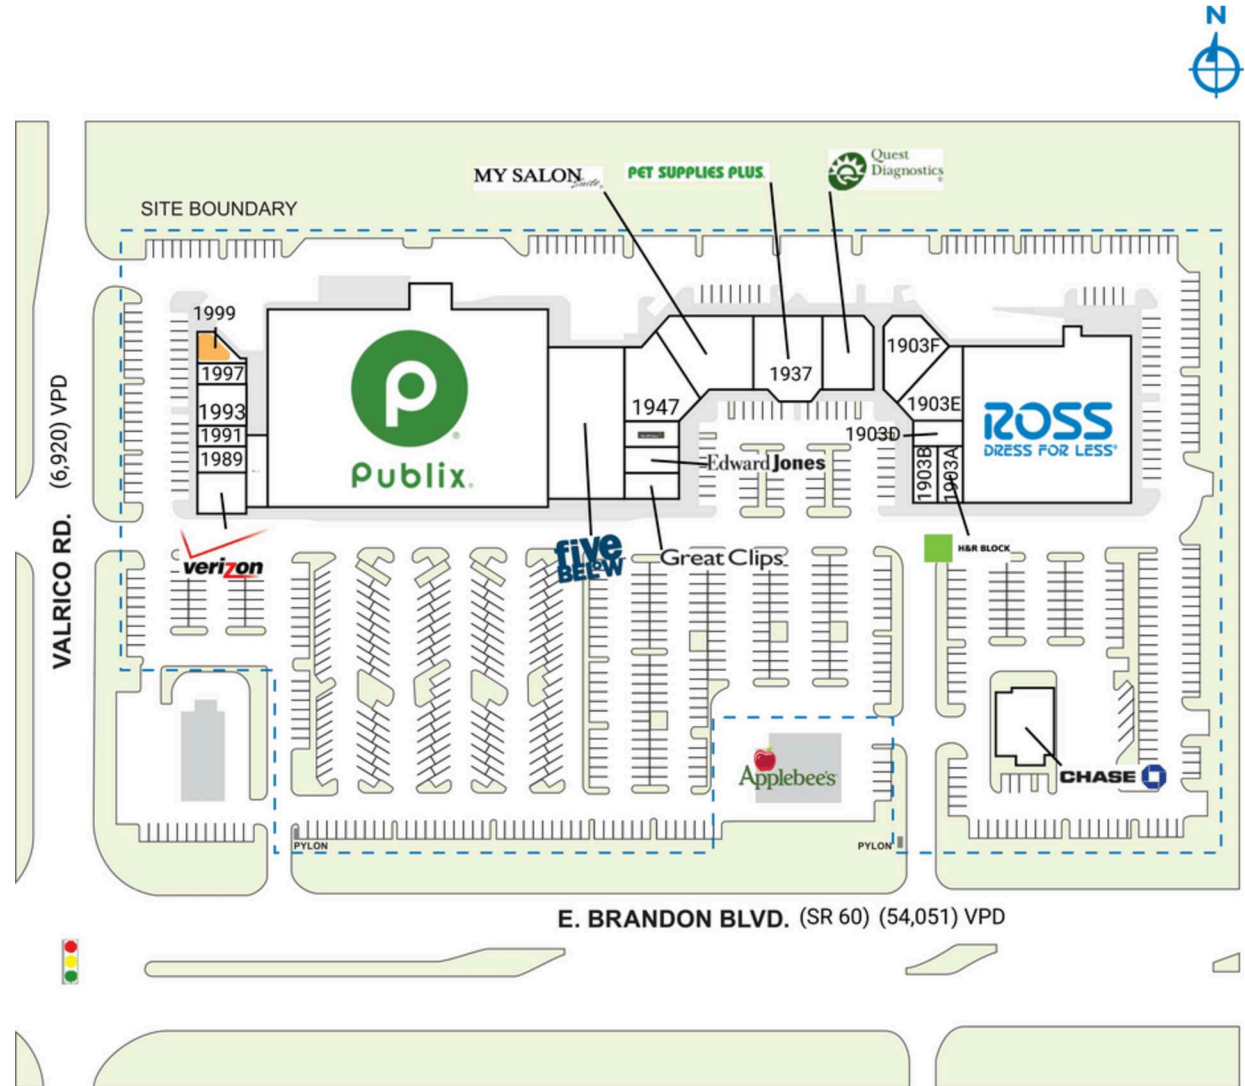 N
MY SALON
Suite
PET SUPPLIES PLUS
Quest
Diagnostics
SITE BOUNDARY
1999
1997
1993
1991
1989
verizon
Publix
1947
1937
five
BEL°W
Edward Jones
Great Clips
1903F
1903E
1903D
1903B
1903A
ROSS
DRESS FOR LESS
H&R BLOCK
Applebee's
CHASE
PYLON
PYLON
VALRICO RD. (6,920) VPD
E. BRANDON BLVD. (SR 60) (54,051) VPD